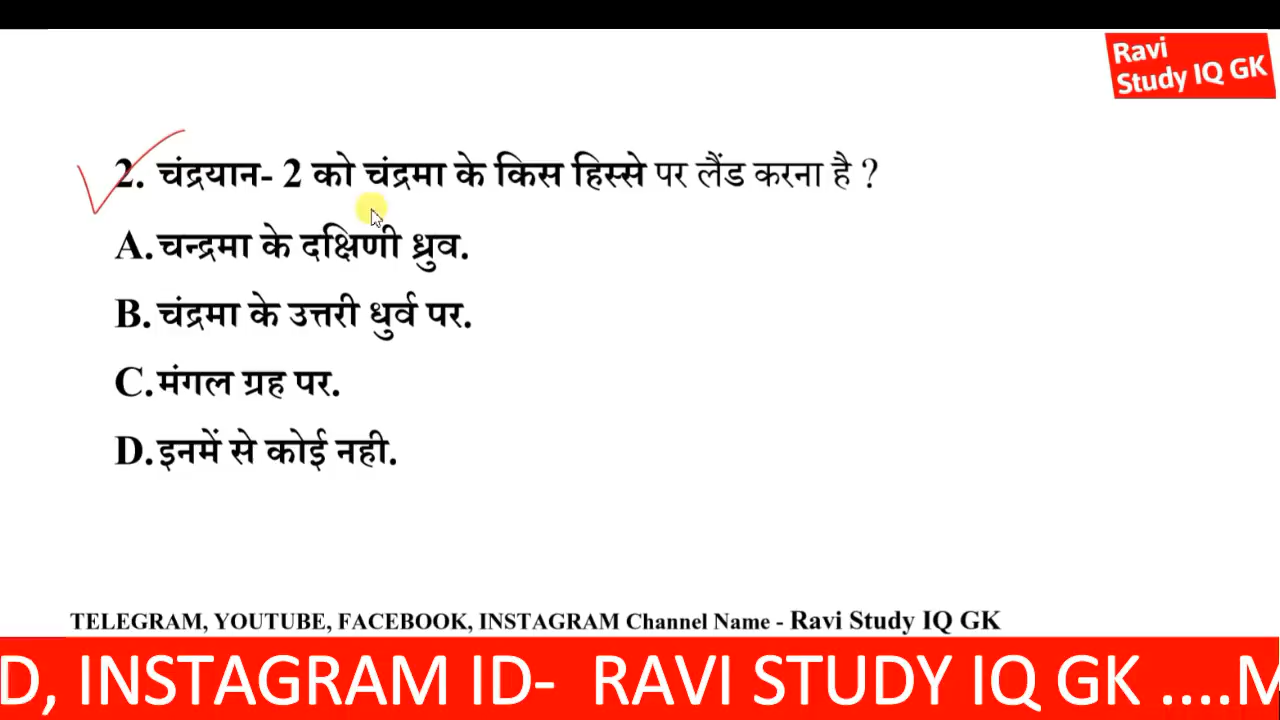 Ravi
Study IQ GK
2. चंद्रयान- 2 को चंद्रमा के किस हिस्से पर लैंड करना है ?
A.चन्द्रमा के दक्षिणी ध्रुव.
B.चंद्रमा के उत्तरी धुर्व पर.
C.मंगल ग्रह पर.
D.इनमें से कोई नही.
TELEGRAM, YOUTUBE, FACEBOOK, INSTAGRAM Channel Name - Ravi Study IQ GK
D, INSTAGRAM ID- RAVI STUDY IQ GK ....M